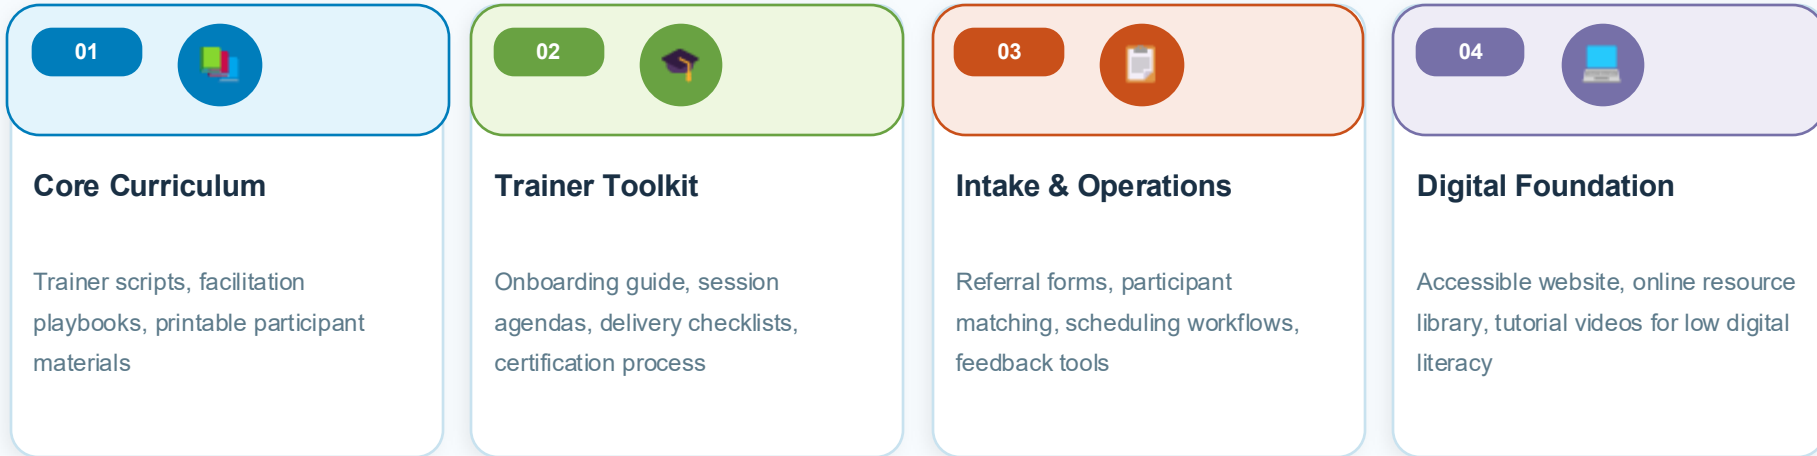 01
Core Curriculum
Trainer scripts, facilitation
playbooks, printable participant
materials
02
Trainer Toolkit
Onboarding guide, session
agendas, delivery checklists,
certification process
03
Intake & Operations
Referral forms, participant
matching, scheduling workflows,
feedback tools
04
Digital Foundation
Accessible website, online resource
library, tutorial videos for low digital
literacy